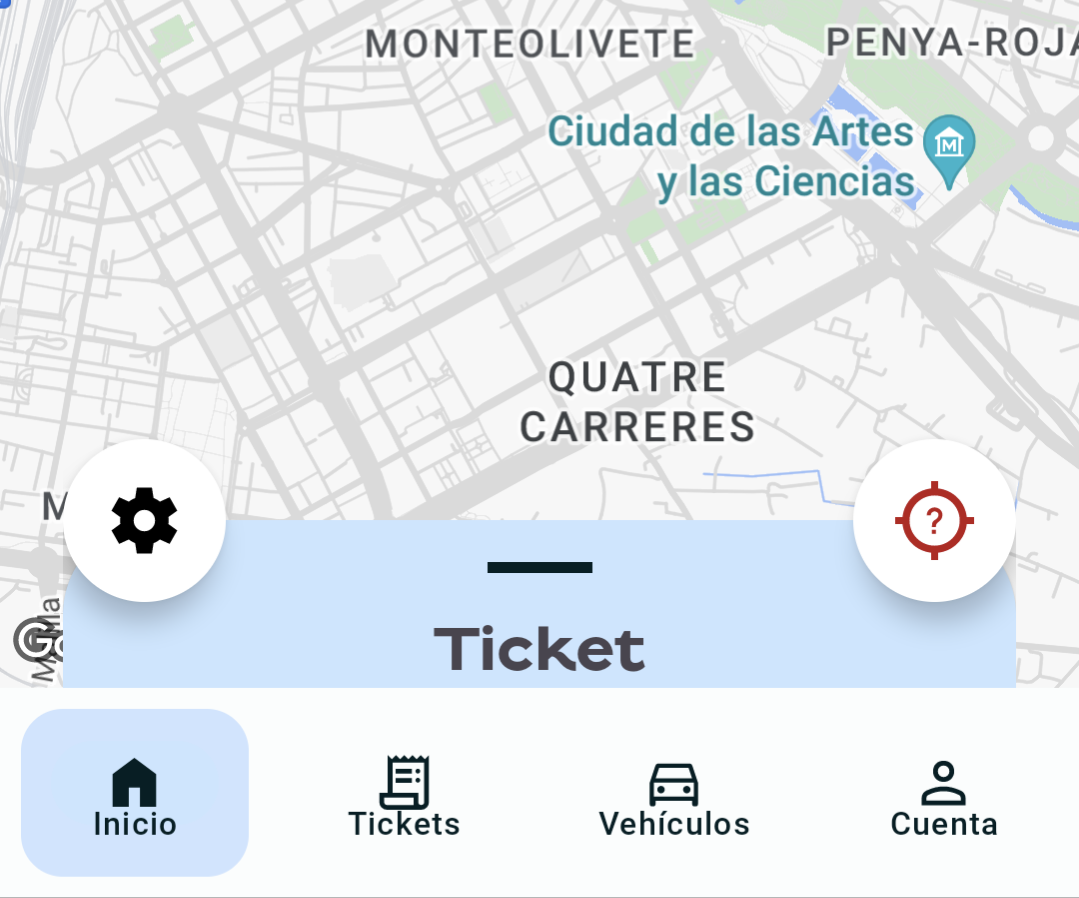 MONTEOLIVETE
PENYA-ROJA
Ciudad de las Artes
y las Ciencias
M
QUATRE
CARRERES
?
Ticket
Inicio
Tickets
Vehículos
Cuenta